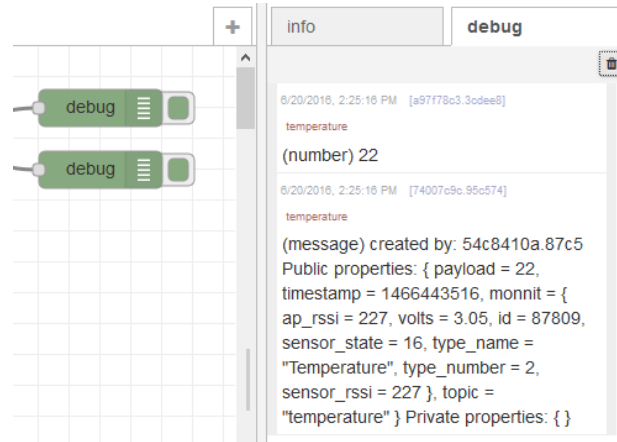 +
info
debug
debug
debug
6/20/2016, 2:25:16 PM [a97f78c3.3cdee8]
temperature
(number) 22
6/20/2016, 2:25:16 PM [74007c9c.95c574]
temperature
(message) created by: 54c8410a.87c5
Public properties: { payload = 22,
timestamp = 1466443516, monnit = {
ap_rssi = 227, volts = 3.05, id = 87809,
sensor_state = 16, type_name =
"Temperature", type_number = 2,
sensor_rssi = 227 }, topic =
"temperature" } Private properties: { }